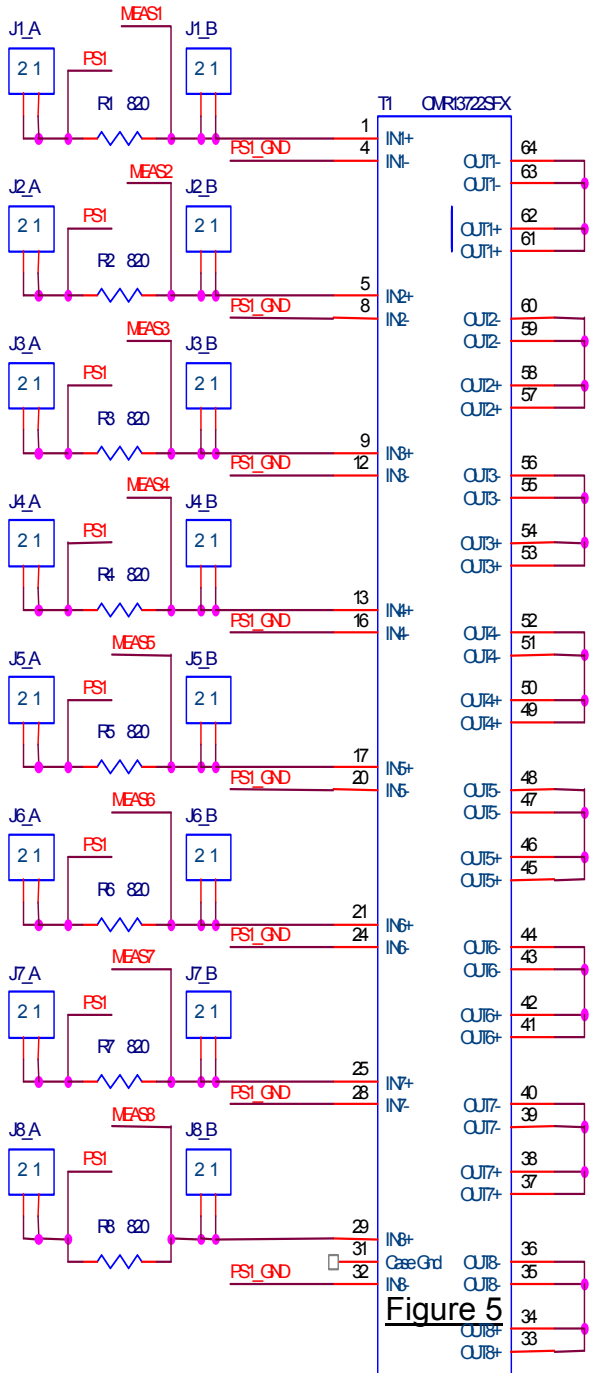 J1_A MEAS1 J1_B
2 1 PS1 2 1
R1 820 T1 OMR13722SFX
1 IN1+
PS1_GND 4 IN1- OUT1- 64
OUT1- 63
OUT1+ 62
OUT1+ 61
J2_A MEAS2 J2_B
2 1 PS1 2 1
R2 820
5 IN2+
PS1_GND 8 IN2- OUT2- 60
OUT2- 59
OUT2+ 58
OUT2+ 57
J3_A MEAS3 J3_B
2 1 PS1 2 1
R3 820
9 IN3+
PS1_GND 12 IN3- OUT3- 56
OUT3- 55
OUT3+ 54
OUT3+ 53
J4_A MEAS4 J4_B
2 1 PS1 2 1
R4 820
13 IN4+
PS1_GND 16 IN4- OUT4- 52
OUT4- 51
OUT4+ 50
OUT4+ 49
J5_A MEAS5 J5_B
2 1 PS1 2 1
R5 820
17 IN5+
PS1_GND 20 IN5- OUT5- 48
OUT5- 47
OUT5+ 46
OUT5+ 45
J6_A MEAS6 J6_B
2 1 PS1 2 1
R6 820
21 IN6+
PS1_GND 24 IN6- OUT6- 44
OUT6- 43
OUT6+ 42
OUT6+ 41
J7_A MEAS7 J7_B
2 1 PS1 2 1
R7 820
25 IN7+
PS1_GND 28 IN7- OUT7- 40
OUT7- 39
OUT7+ 38
OUT7+ 37
J8_A MEAS8 J8_B
2 1 PS1 2 1
R8 820
29 IN8+
31 Case Gnd OUT8- 36
PS1_GND 32 IN8- OUT8- 35
Figure 5
OUT8+ 34
OUT8+ 33